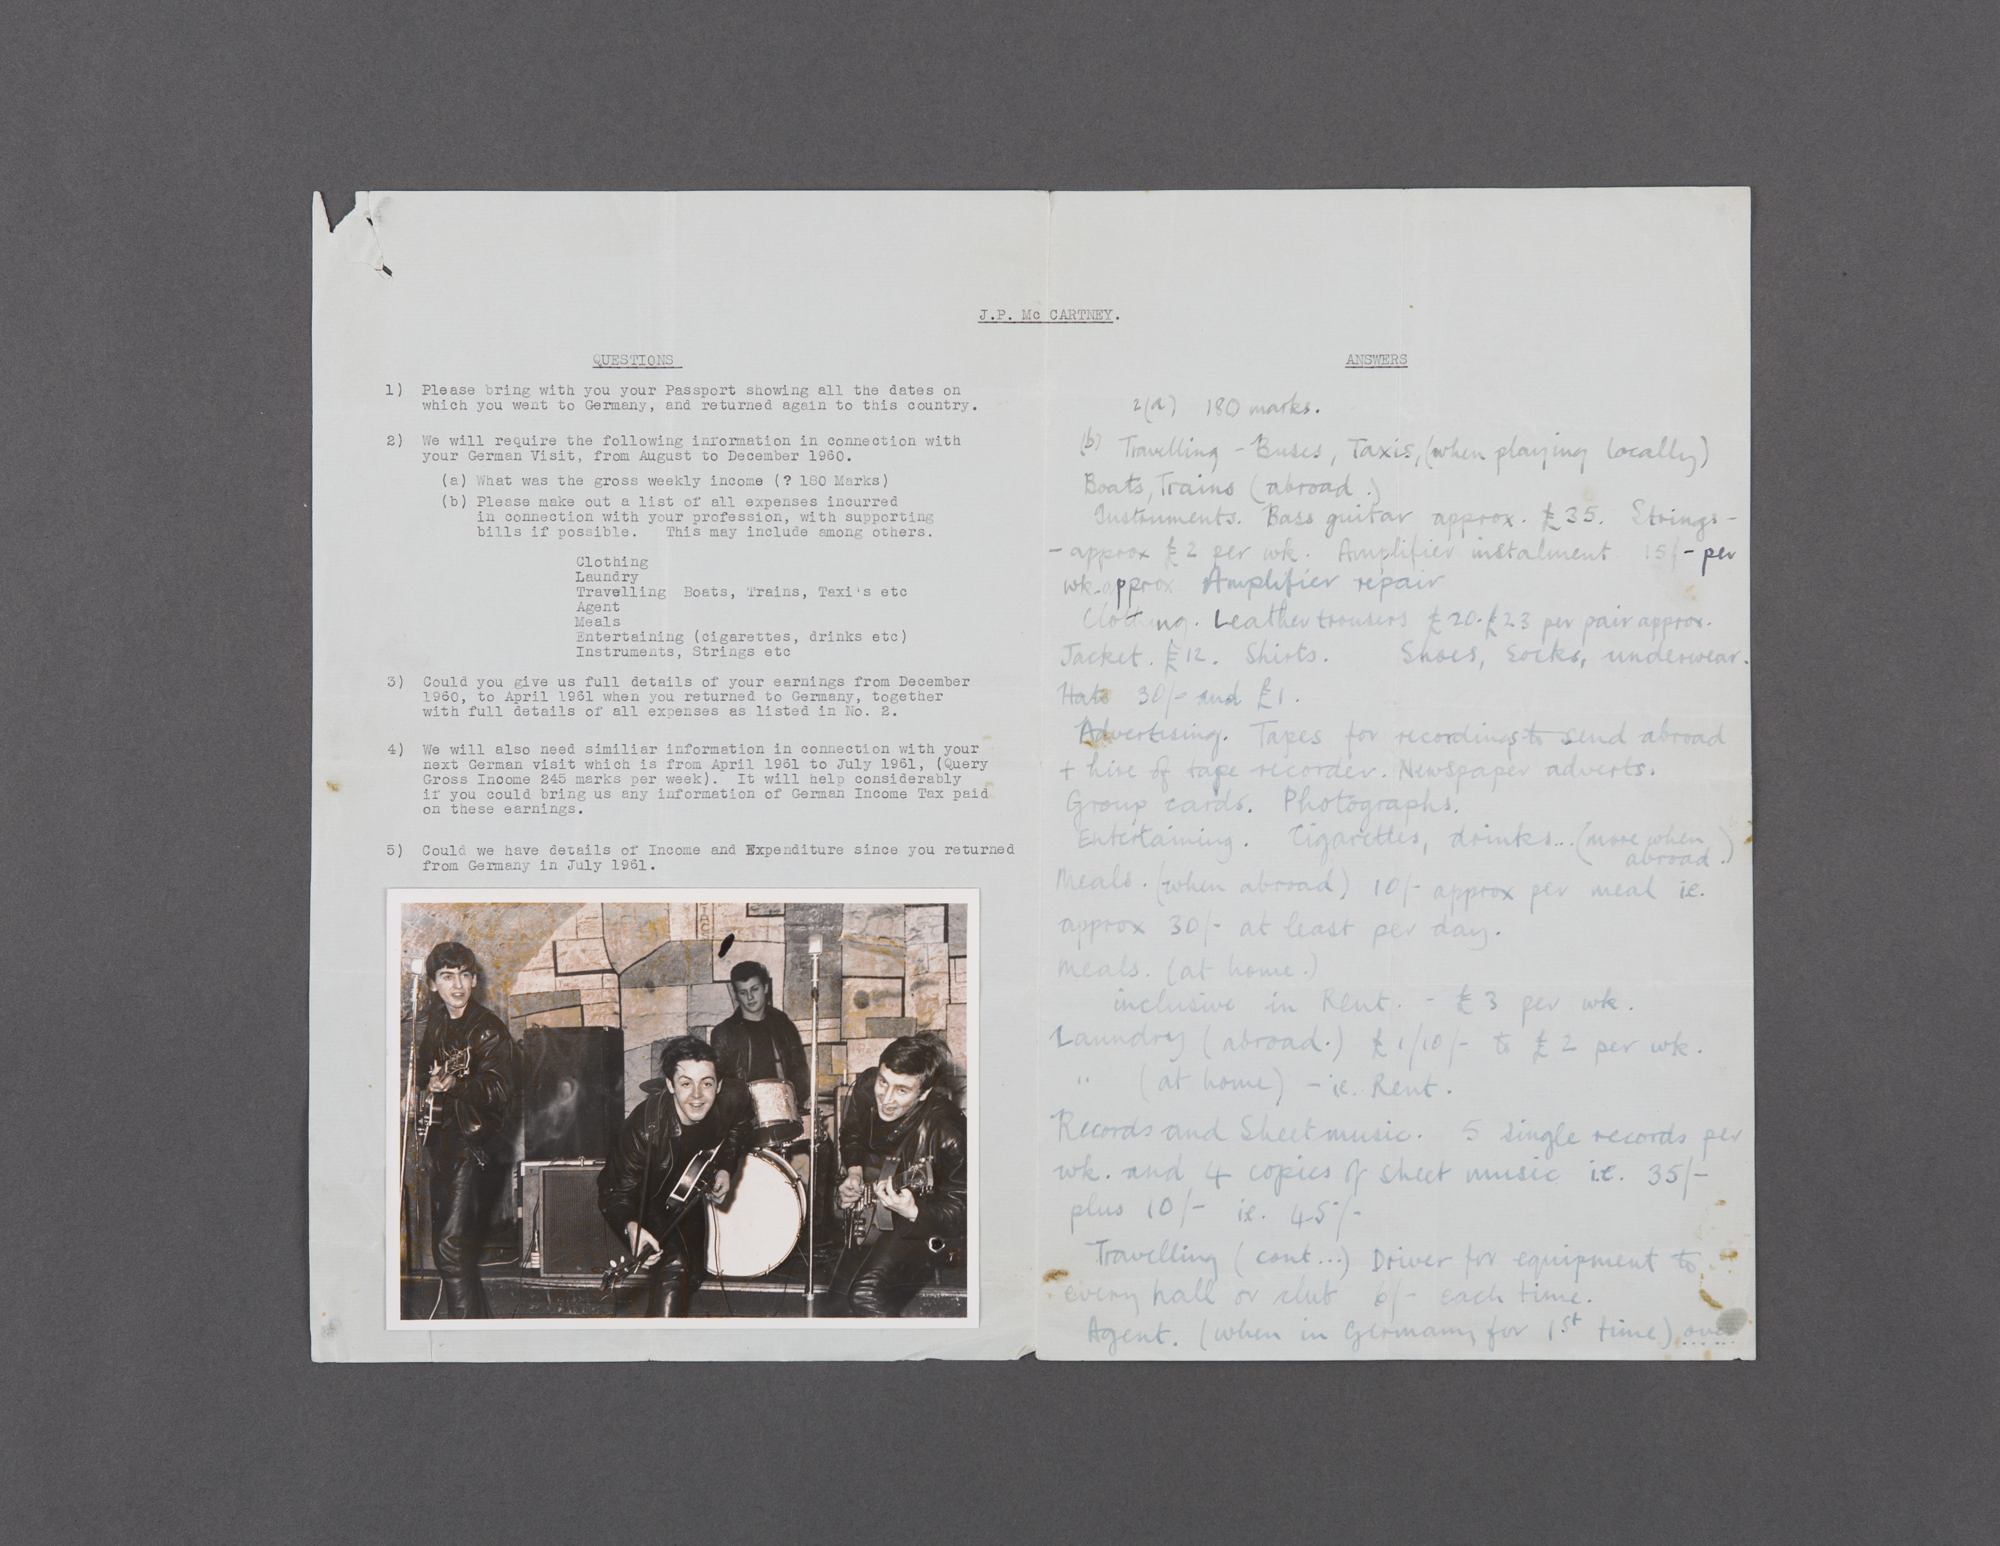 J.P. Mc CARTNEY.
QUESTIONS
1) Please bring with you your Passport showing all the dates on
which you went to Germany, and returned again to this country.
2) We will require the following information in connection with
your German Visit, from August to December 1960.
(a) What was the gross weekly income (? 180 Marks)
(b) Please make out a list of all expenses incurred
in connection with your profession, with supporting
bills if possible. This may include among others.
Clothing
Laundry
Travelling Boats, Trains, Taxi's etc
Agent
Meals
Entertaining (cigarettes, drinks etc)
Instruments, Strings etc
3) Could you give us full details of your earnings from December
1960, to April 1961 when you returned to Germany, together
with full details of all expenses as listed in No. 2.
4) We will also need similiar information in connection with your
next German visit which is from April 1961 to July 1961, (Query
Gross Income 245 marks per week). It will help considerably
if you could bring us any information of German Income Tax paid
on these earnings.
5) Could we have details of Income and Expenditure since you returned
from Germany in July 1961.
ANSWERS
2(a) 180 marks.
(b) Travelling - Buses, Taxis, (when playing locally)
Boats, Trains (abroad.)
Instruments. Bass guitar approx. £35. Strings -
- approx £2 per wk. Amplifier instalment 15/- per
wk. approx Amplifier repair
Clothing. Leather trousers £20-£23 per pair approx.
Jacket. £12. Shirts. Shoes, Socks, underwear.
Hats 30/- and £1.
Advertising. Tapes for recordings to send abroad
+ hire of tape recorder. Newspaper adverts.
Group cards. Photographs.
Entertaining. Cigarettes, drinks... (more when
abroad.)
Meals. (when abroad) 10/- approx per meal ie.
approx 30/- at least per day.
Meals. (at home.)
inclusive in Rent. - £3 per wk.
Laundry (abroad.) £1/10/- to £2 per wk.
" (at home) - ie. Rent.
Records and Sheet music. 5 single records per
wk. and 4 copies of sheet music ie. 35/-
plus 10/- ie. 45/-
Travelling (cont...) Driver for equipment to
every hall or club 6/- each time.
Agent. (when in Germany for 1st time) over......